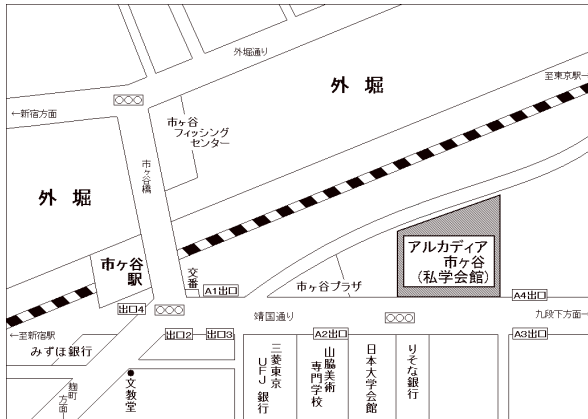 外堀通り
至東京駅→
外 堀
←新宿方面
市ヶ谷
フィッシング
センター
市ヶ谷橋
外 堀
市ヶ谷
駅
交番
A1出口
市ヶ谷プラザ
アルカディア
市ヶ谷
(私学会館)
A4出口
出口4
靖国通り
九段下方面→
←至新宿駅
みずほ銀行
出口2
出口3
A2出口
A3出口
麹町方面
文教堂
三菱東京
UFJ銀行
山脇美術
専門学校
日本大学会館
りそな銀行